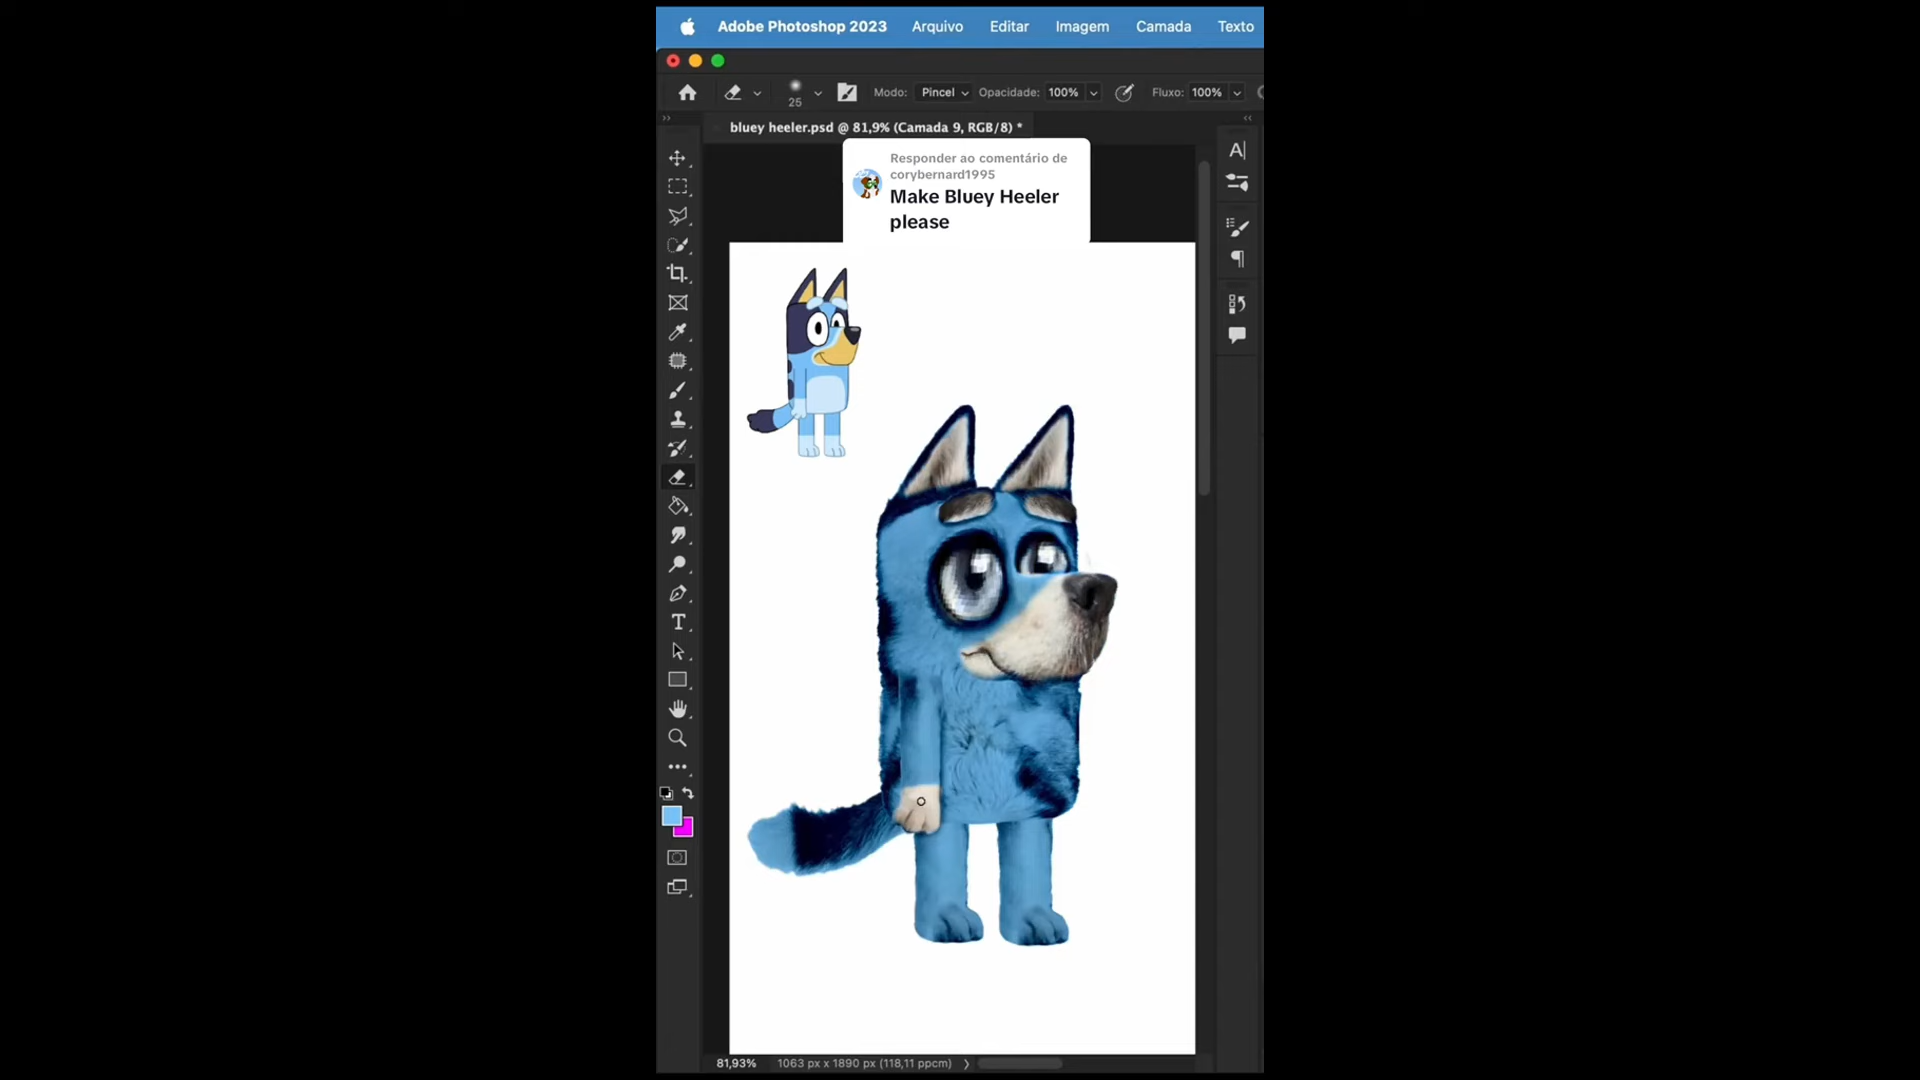 Adobe Photoshop 2023 Arquivo Editar Imagem Camada Texto
25 Modo: Pincel Opacidade: 100% Fluxo: 100%
bluey heeler.psd @ 81,9% (Camada 9, RGB/8) *
Responder ao comentário de
corybernard1995
Make Bluey Heeler
please
81,93% 1063 px x 1890 px (118,11 ppcm)